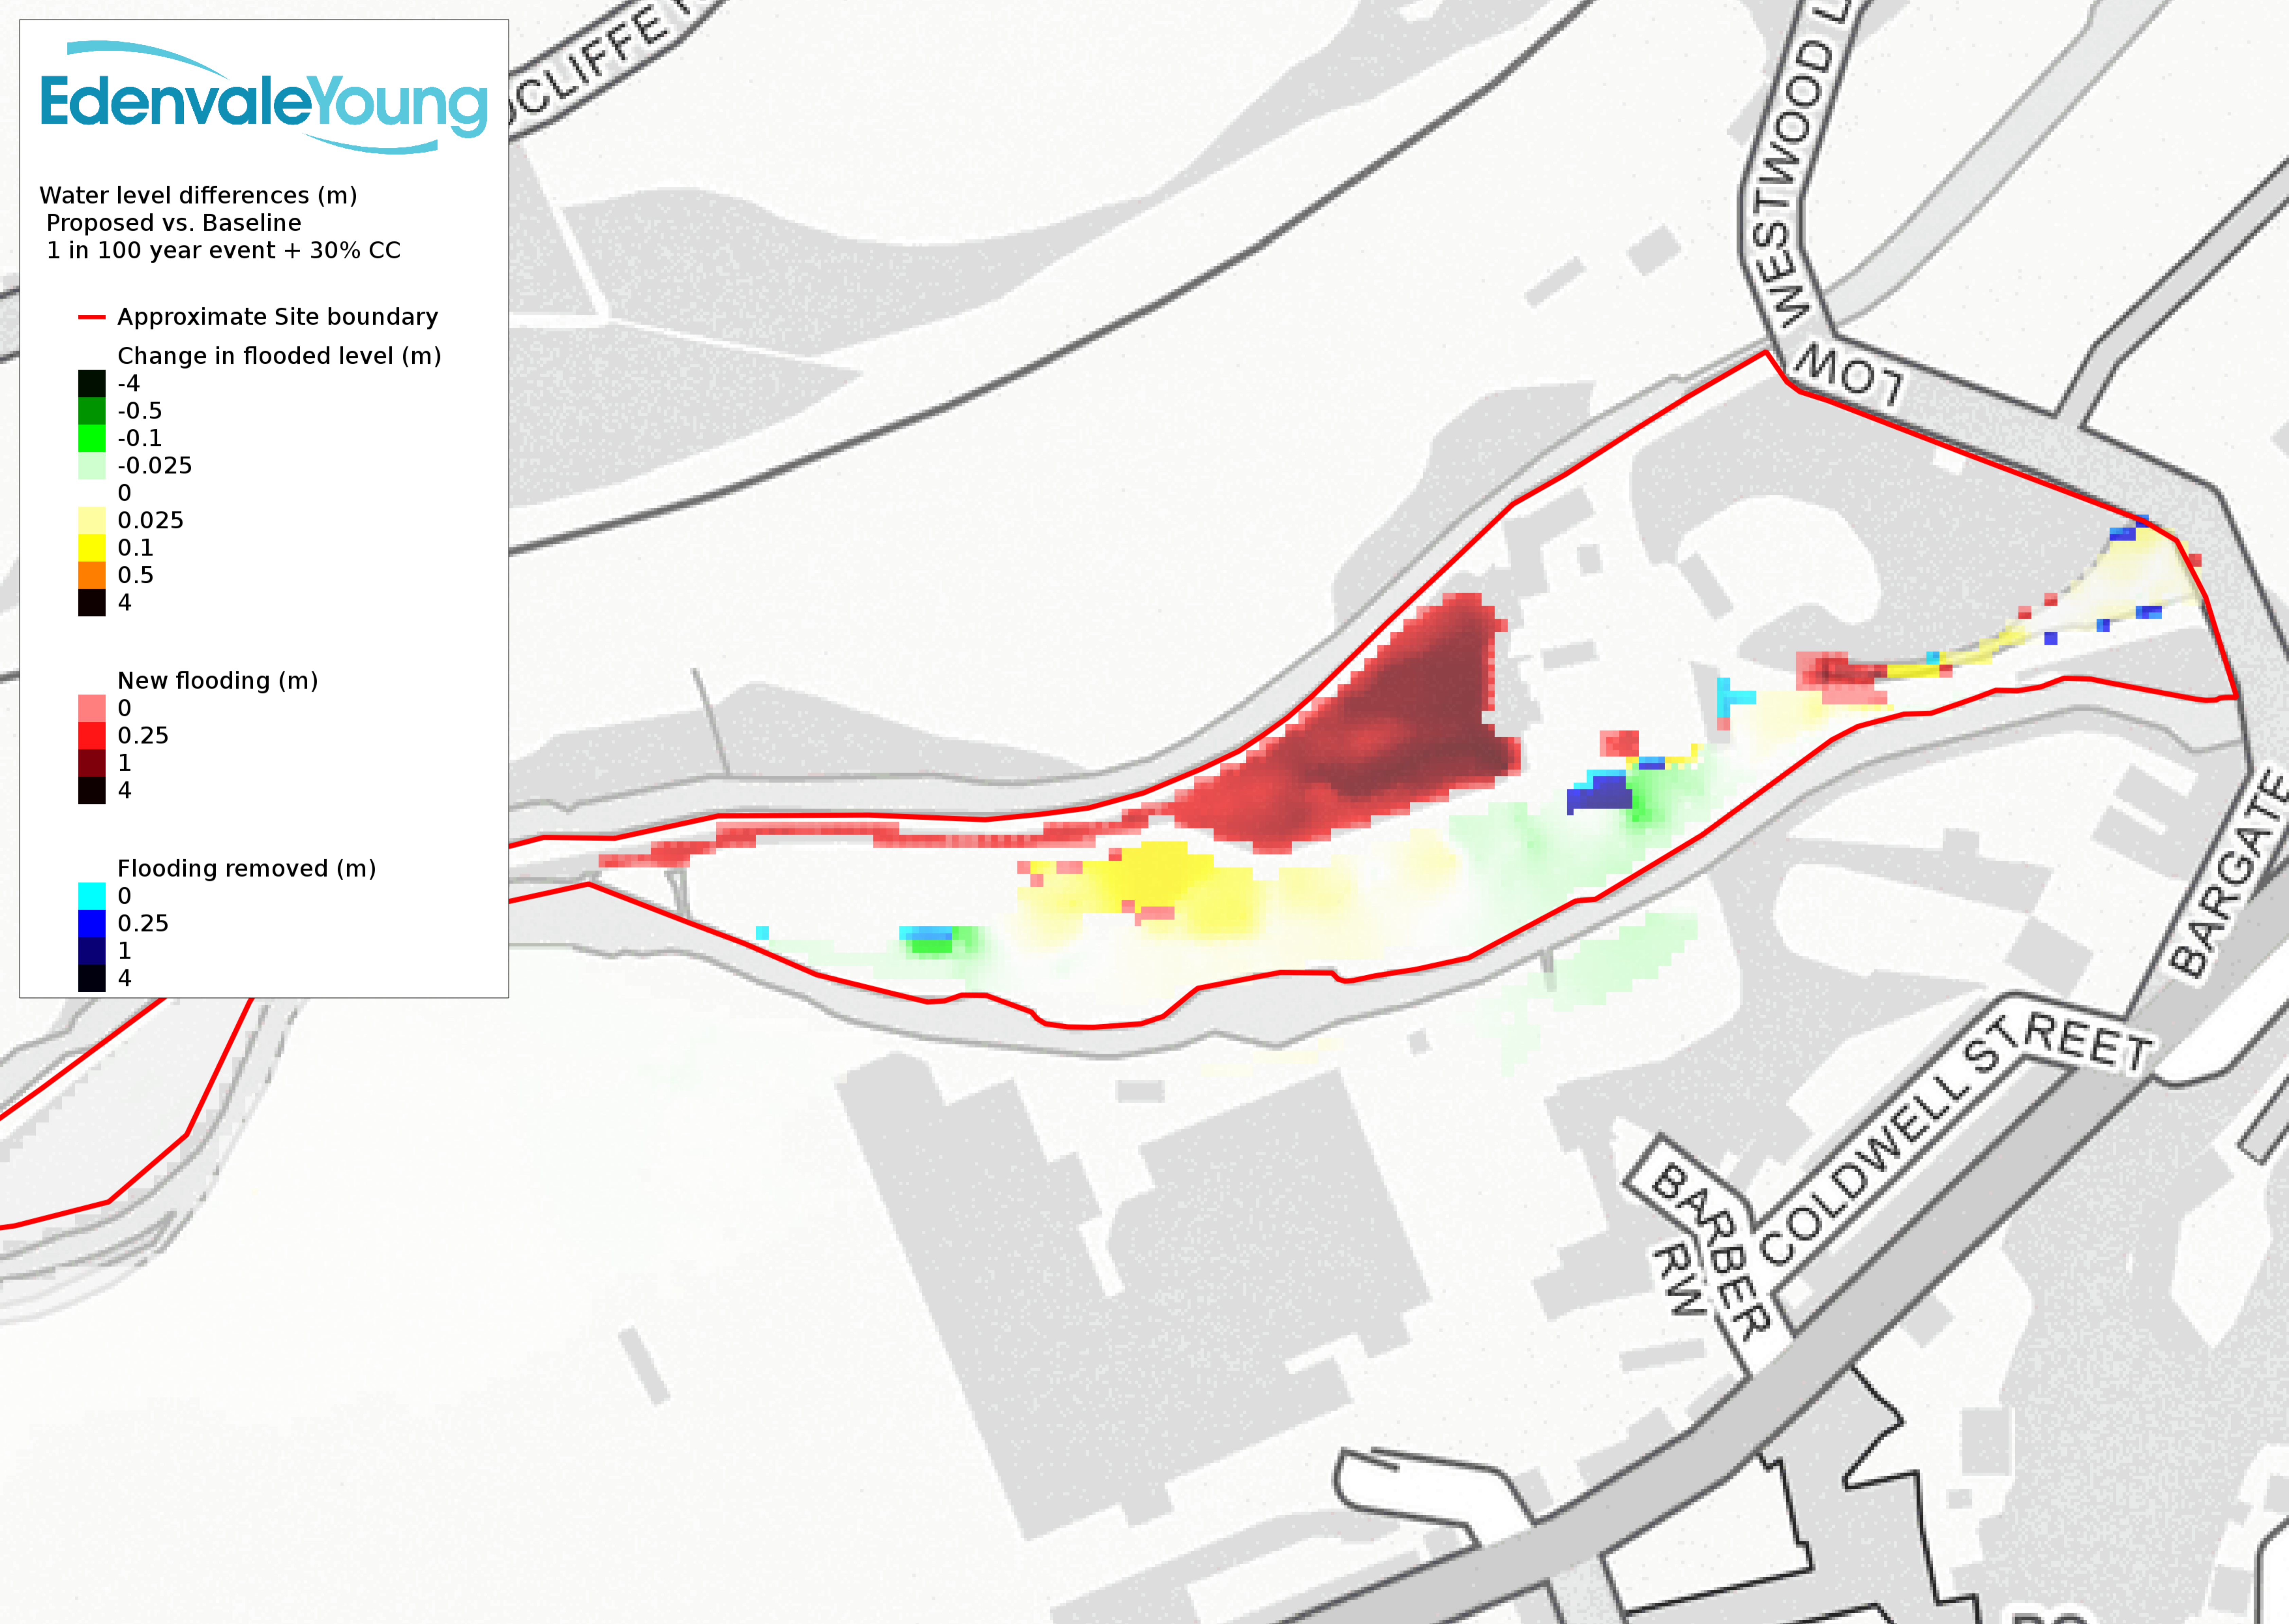 EdenvaleYoung
Water level differences (m)
Proposed vs. Baseline
1 in 100 year event + 30% CC
Approximate Site boundary
Change in flooded level (m)
-4
-0.5
-0.1
-0.025
0
0.025
0.1
0.5
4
New flooding (m)
0
0.25
1
4
Flooding removed (m)
0
0.25
1
4
WESTWOOD
LOW
BARGATE
COLDWELL STREET
BARBER
RW